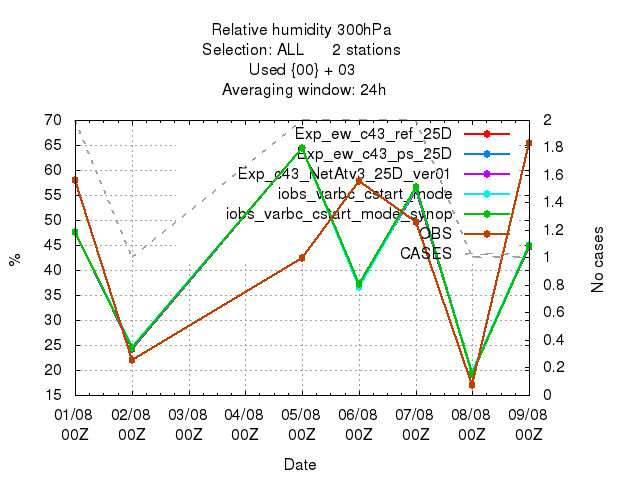 Relative humidity 300hPa
Selection: ALL 2 stations
Used {00} + 03
Averaging window: 24h
70
65
60
55
50
45
40
35
30
25
20
15
%
2
1.8
1.6
1.4
1.2
1
0.8
0.6
0.4
0.2
0
No cases
Exp_ew_c43_ref_25D
Exp_ew_c43_ps_25D
Exp_c43_NetAtv3_25D_ver01
iobs_varbc_cstart_mode
iobs_varbc_cstart_mode_synop
OBS
CASES
01/08 02/08 03/08 04/08 05/08 06/08 07/08 08/08 09/08
00Z 00Z 00Z 00Z 00Z 00Z 00Z 00Z 00Z
Date